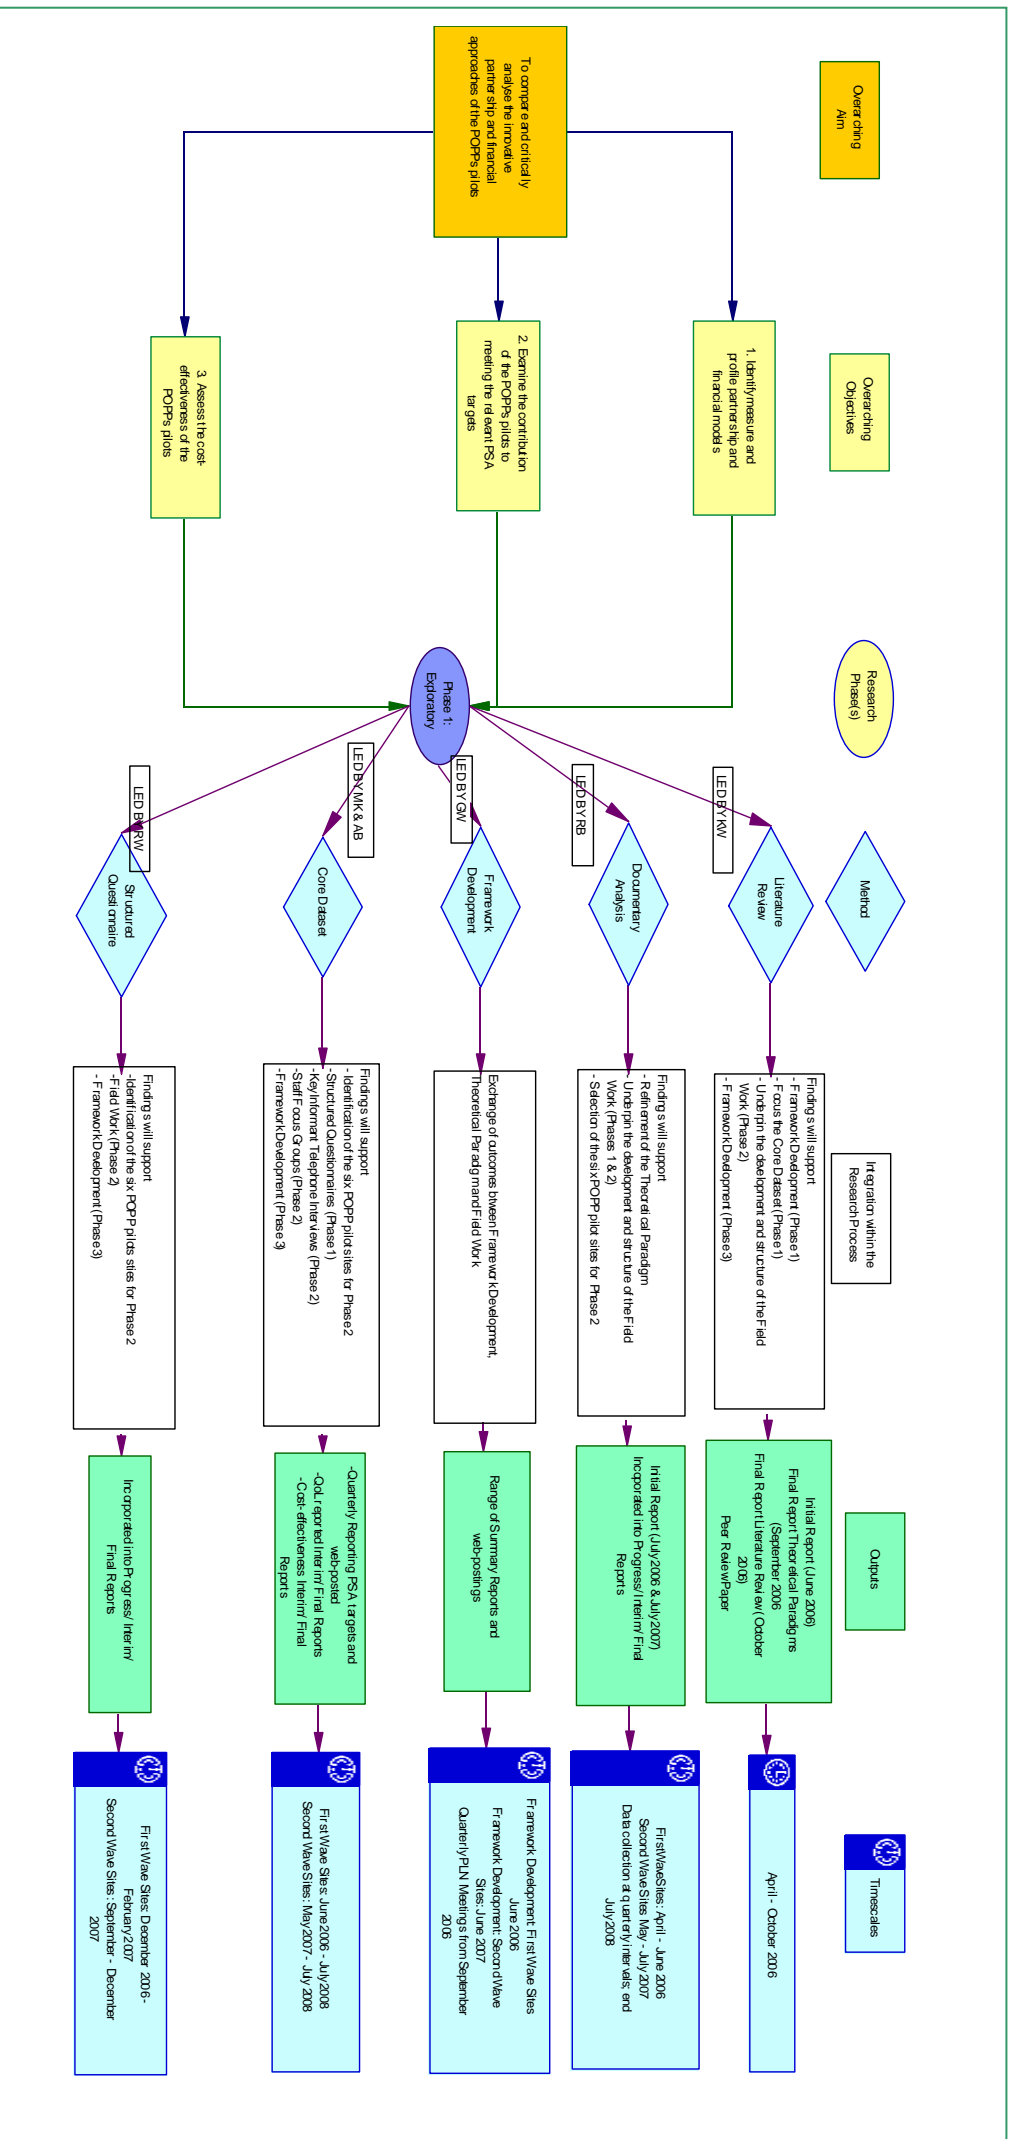 Overarching
Aim
Overarching
Objectives
Research
Phase(s)
Method
Integration within the
Research Process
Outputs
Timescales
To compare and critically
analyse the innovative
partnership and financial
approaches of the POPPs pilots
1. Identify measure and
profile partnership and
financial models
2. Examine the contribution
of the POPPs pilots to
meeting the relevant PSA
targets
3. Assess the cost-
effectiveness of the
POPPs pilots
Phase 1:
Exploratory
LED BY KW
Literature
Review
Findings will support
- Framework Development (Phase 1)
- Focus the Core Dataset (Phase 1)
- Underpin the development and structure of the Field
Work (Phase 2)
- Framework Development (Phase 3)
Initial Report (June 2006)
Final Report Theoretical Paradigms
(September 2006
Final Report Literature Review (October
2006)
Peer Review Paper
April - October 2006
LED BY RB
Documentary
Analysis
Findings will support
- Refinement of the Theoretical Paradigm
- Underpin the development and structure of the Field
Work (Phases 1 & 2)
- Selection of the six POPP pilot sites for Phase 2
Initial Report (July 2006 & July 2007)
Incoporated into Progress/ Interim/ Final
Reports
First Wave Sites: April - June 2006
Second Wave Sites May - July 2007
Data collection at quarterly intervals; end
July 2008
LED BY GW
Framework
Development
Exchange of outcomes btween Framework Development,
Theoretical Paradigm and Field Work
Range of Summary Reports and
web-postings
Framework Development: First Wave Sites
June 2006
Framework Development: Second Wave
Sites: June 2007
Quarterly PLN Meetings from September
2006
LED BY MK & AB
Core Dataset
Findings will support
- Identification of the six POPP pilot sites for Phase 2
-Structured Questionnaires (Phase 1)
-Key Informant Telephone Interviews (Phase 2)
-Staff Focus Groups (Phase 2)
-Framework Development (Phase 3)
-Quarterly Reporting PSA targets and
web-posted
-QoL reported Interim/ Final Reports
-Cost-effectiveness Interim/ Final
Reports
First Wave Sites: June 2006 - July 2008
Second Wave Sites: May 2007 - July 2008
LED BY RW
Structured
Questionnaire
Findings will support
-Identification of the six POPP pilots sties for Phase 2
-Field Work (Phase 2)
- Framework Development (Phase 3)
Incorporated into Progress/ Interim/
Final Reports
First Wave Sites: December 2006 -
February 2007
Second Wave Sites: September - December
2007